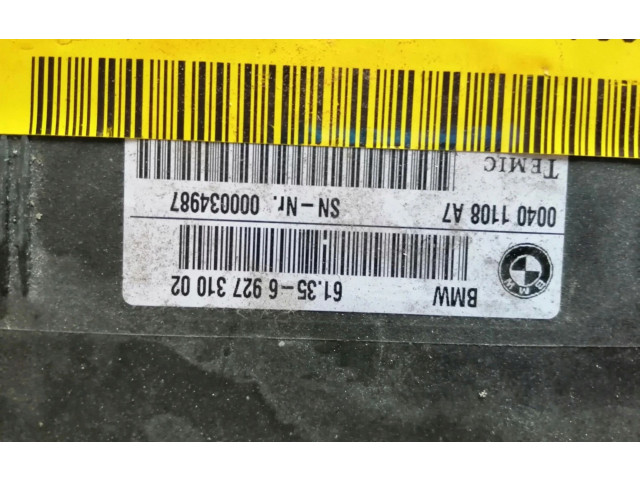 BMW 61.35-6 927 310 02
0040 1108 A7 SN-Nr. 000034987
TEMIC